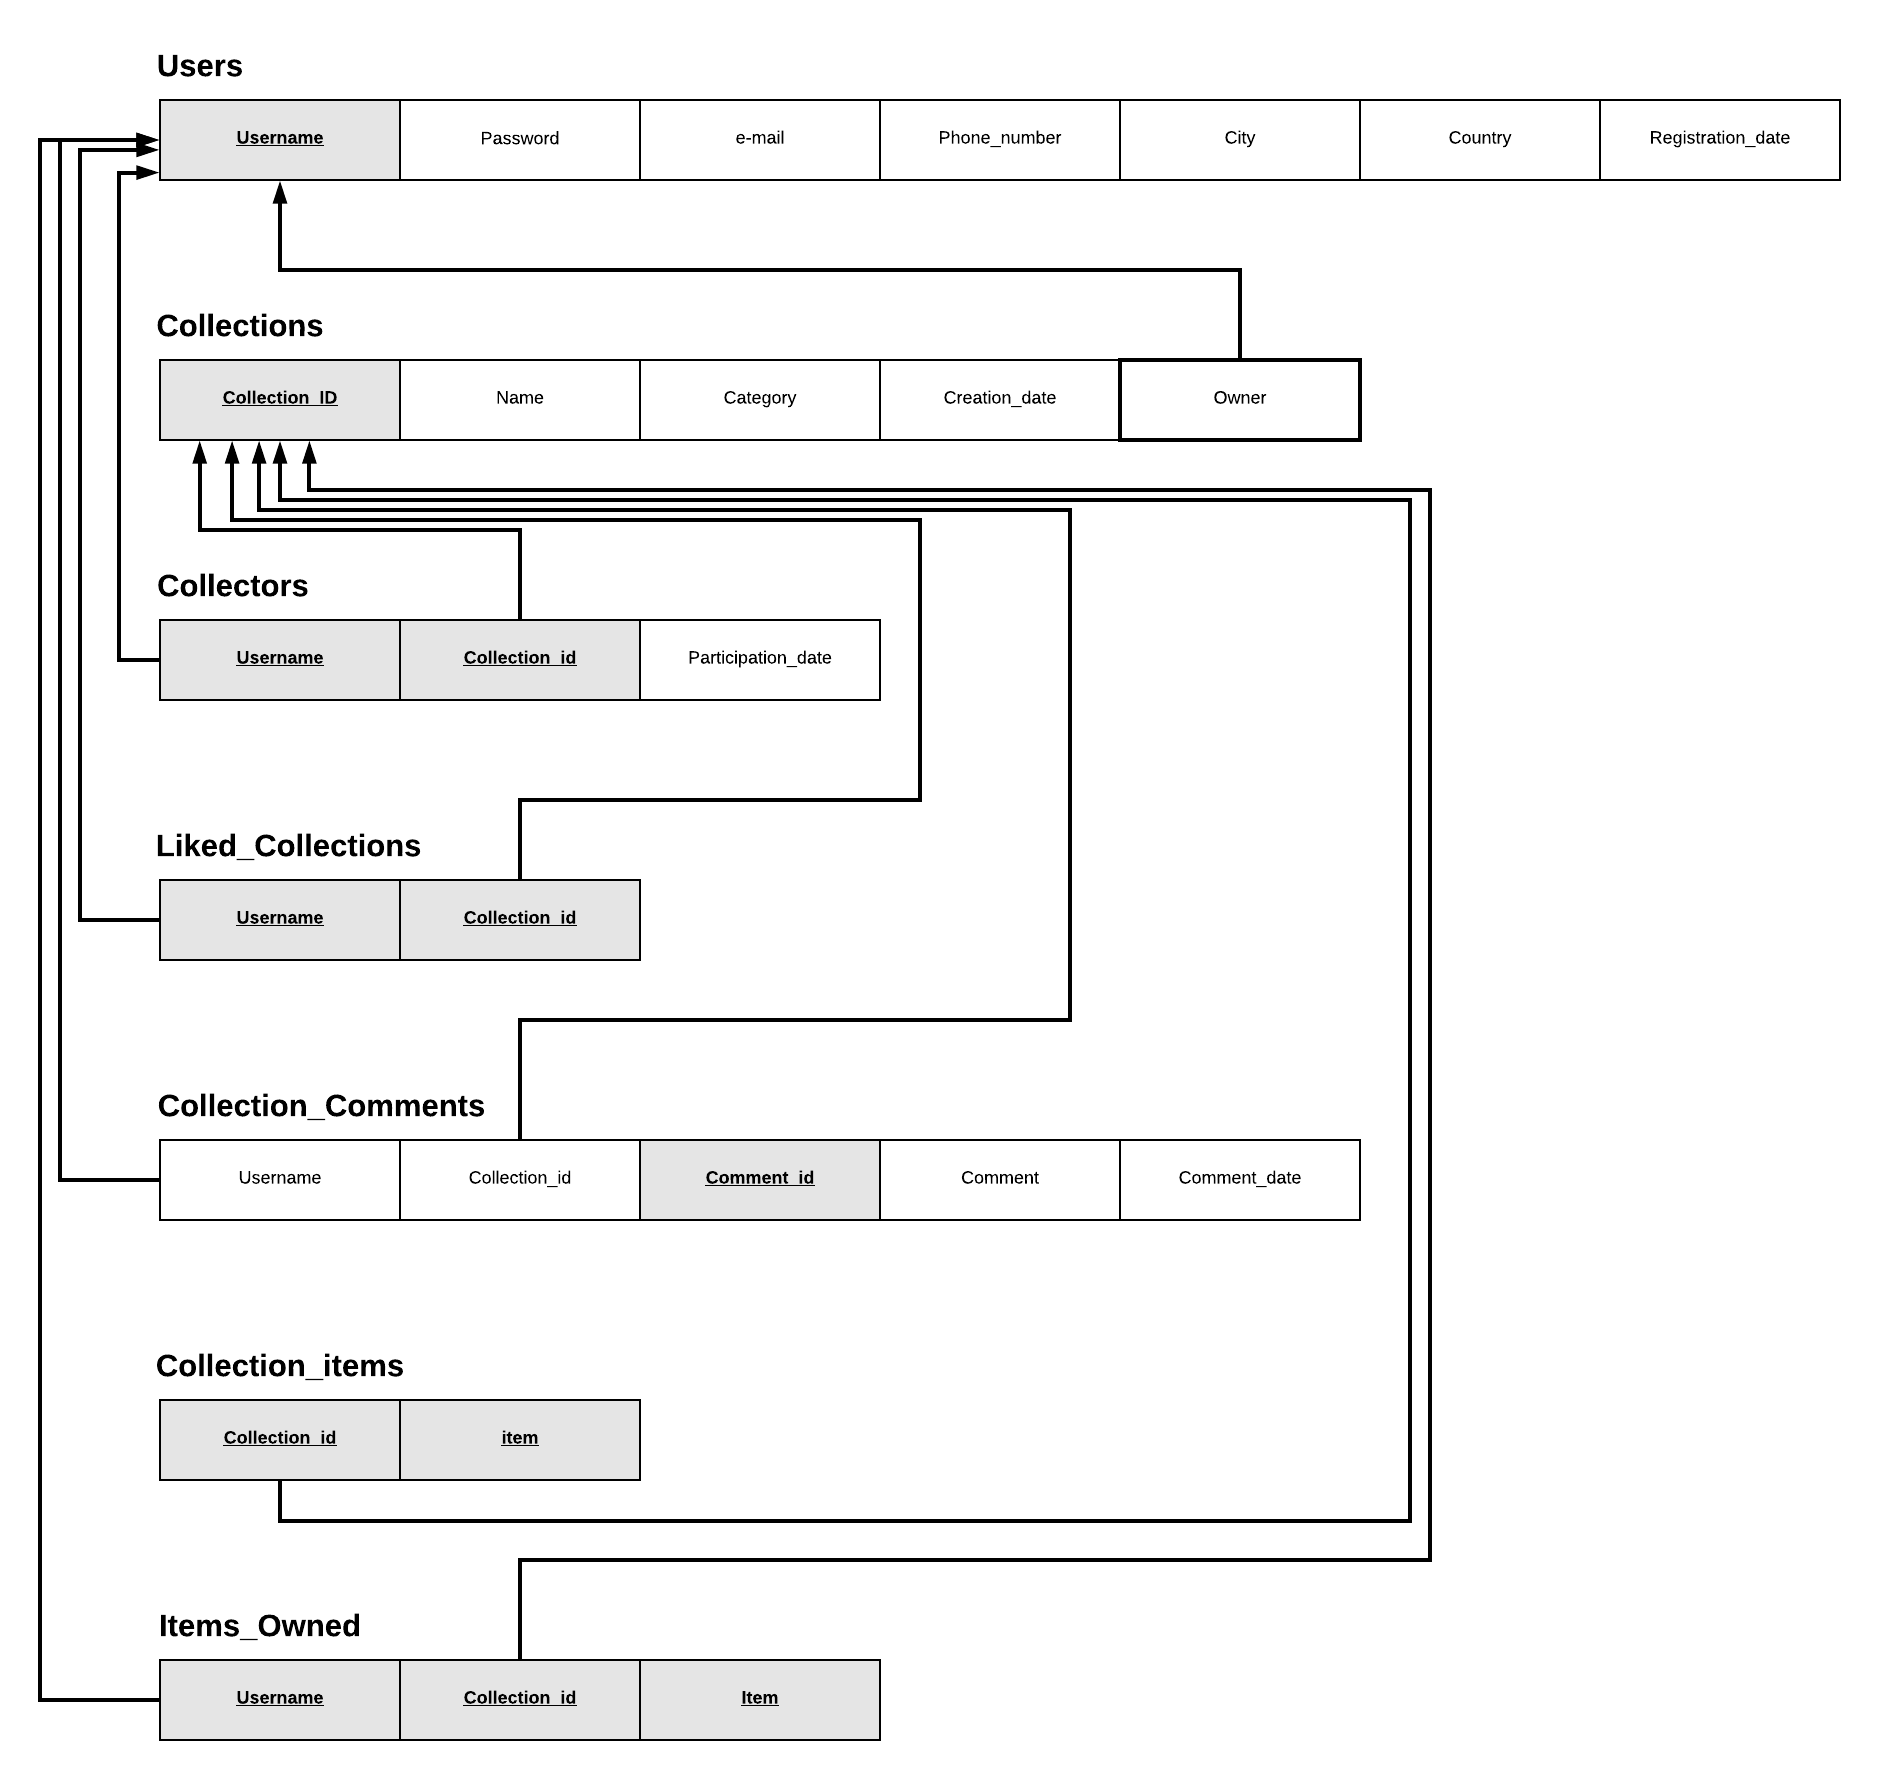 Users
Username Password e-mail Phone_number City Country Registration_date
Collections
Collection_ID Name Category Creation_date Owner
Collectors
Username Collection_id Participation_date
Liked_Collections
Username Collection_id
Collection_Comments
Username Collection_id Comment_id Comment Comment_date
Collection_items
Collection_id item
Items_Owned
Username Collection_id Item